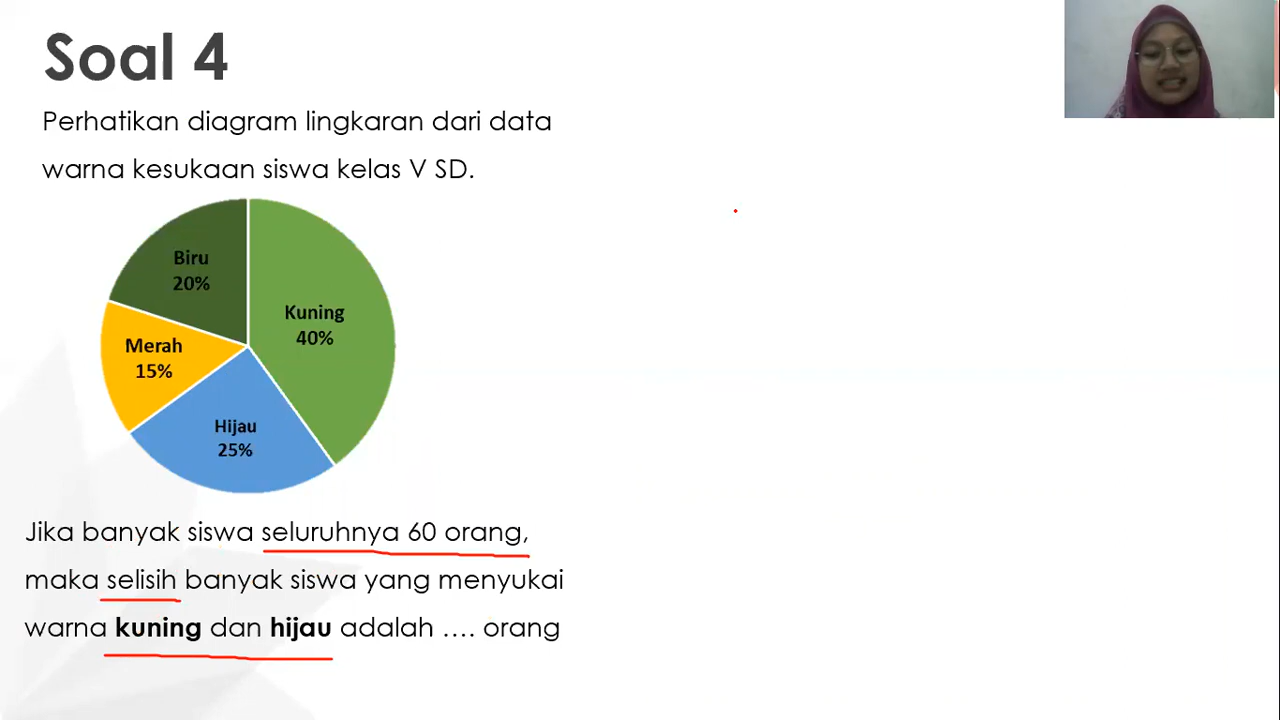 Soal 4
Perhatikan diagram lingkaran dari data
warna kesukaan siswa kelas V SD.
Biru
20%
Kuning
40%
Merah
15%
Hijau
25%
Jika banyak siswa seluruhnya 60 orang,
maka selisih banyak siswa yang menyukai
warna kuning dan hijau adalah .... orang